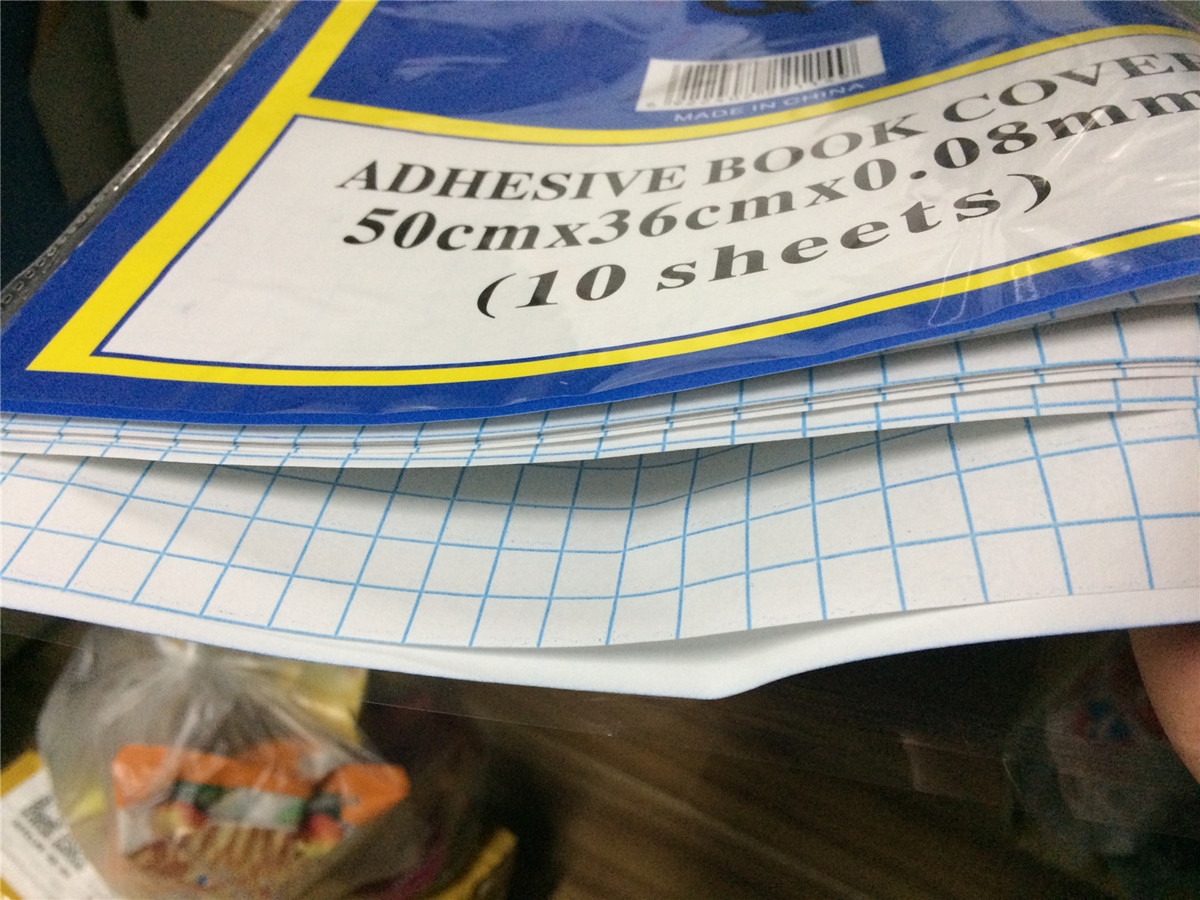 MADE IN CHINA
ADHESIVE BOOK COVER
50cmx36cmx0.08mm
(10 sheets)